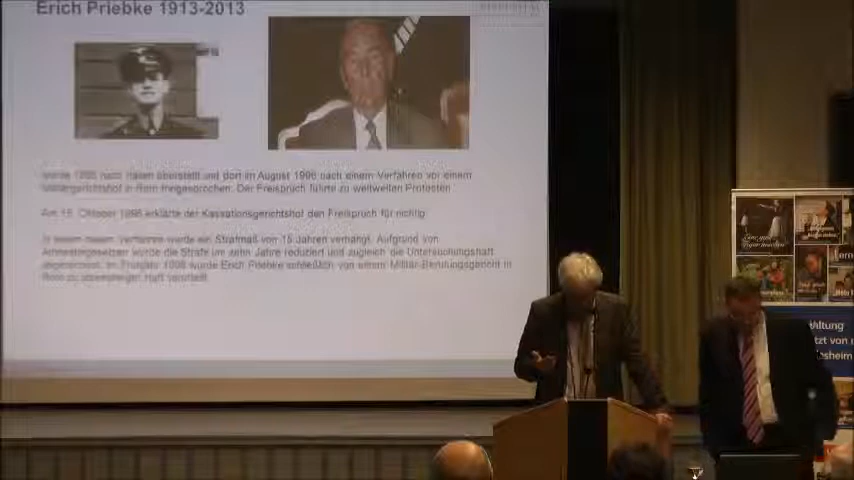 Erich Priebke 1913-2013
wurde 1995 nach Italien überstellt und dort im August 1996 nach einem Verfahren vor einem
Militärgerichtshof in Rom freigesprochen. Der Freispruch führte zu weltweiten Protesten
Am 15. Oktober 1996 erklärte der Kassationsgerichtshof den Freispruch für nichtig
In einem neuen Verfahren wurde ein Strafmaß von 15 Jahren verhängt. Aufgrund von
Amnestiegesetzen wurde die Strafe um zehn Jahre reduziert und zugleich die Untersuchungshaft
angerechnet. Im Frühjahr 1998 wurde Erich Priebke schließlich von einem Militär-Berufungsgericht in
Rom zu lebenslanger Haft verurteilt
altung
tzt von
esheim